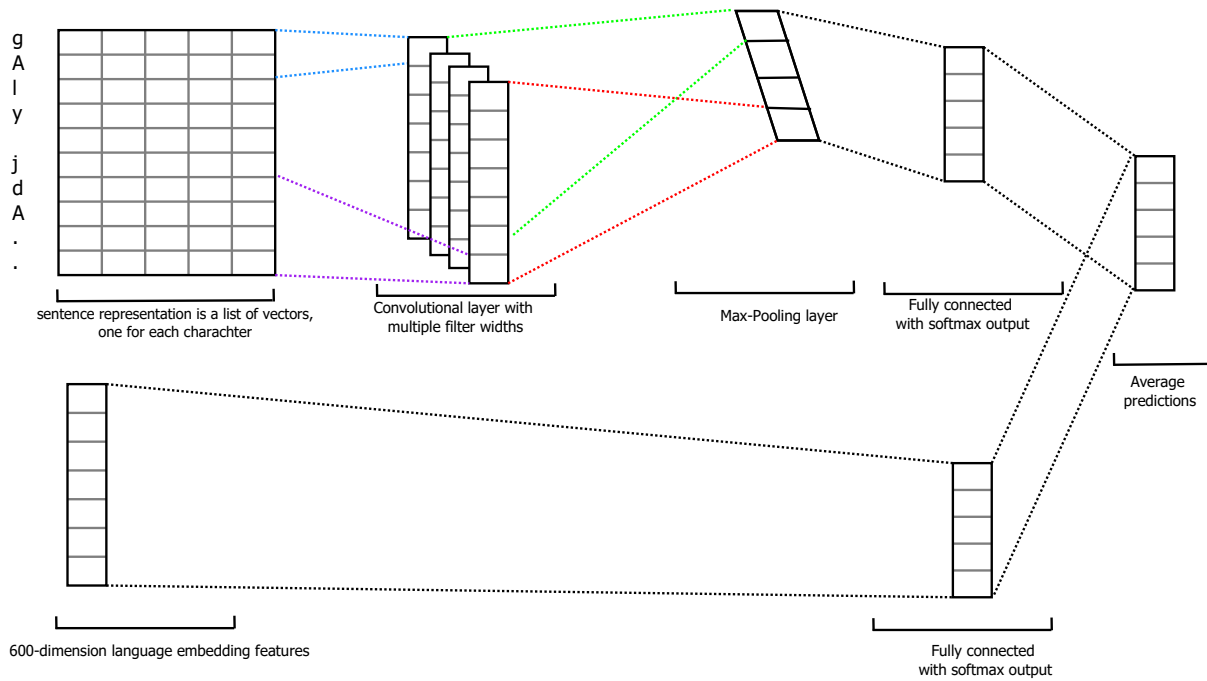 g
A
l
y
j
d
A
.
.
sentence representation is a list of vectors,
one for each charachter
Convolutional layer with
multiple filter widths
Max-Pooling layer
Fully connected
with softmax output
Average
predictions
600-dimension language embedding features
Fully connected
with softmax output